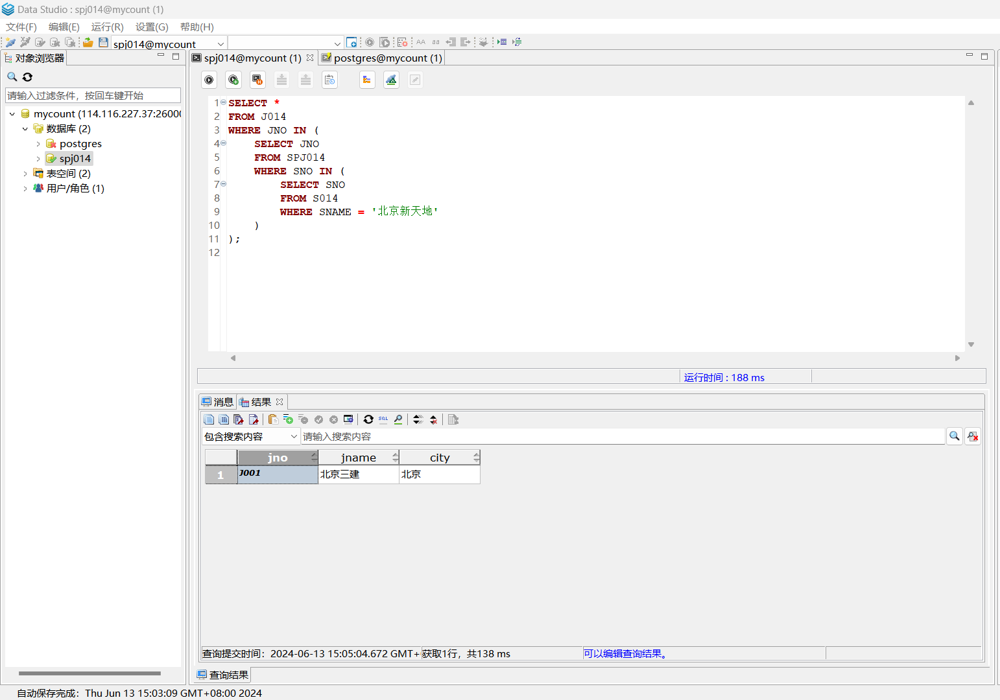 Data Studio : spj014@mycount (1)
文件(F) 编辑(E) 运行(R) 设置(G) 帮助(H)
spj014@mycount
AA aa
对象浏览器
spj014@mycount (1) postgres@mycount (1)
请输入过滤条件，按回车键开始
mycount (114.116.227.37:2600
数据库 (2)
postgres
spj014
表空间 (2)
用户/角色 (1)
1 SELECT *
2 FROM J014
3 WHERE JNO IN (
4 SELECT JNO
5 FROM SPJ014
6 WHERE SNO IN (
7 SELECT SNO
8 FROM S014
9 WHERE SNAME = '北京新天地'
10 )
11 );
12
运行时间 : 188 ms
消息 结果
SQL
包含搜索内容 请输入搜索内容
jno jname city
1 J001 北京三建 北京
查询提交时间：2024-06-13 15:05:04.672 GMT+ 获取1行，共138 ms 可以编辑查询结果。
查询结果
自动保存完成：Thu Jun 13 15:03:09 GMT+08:00 2024